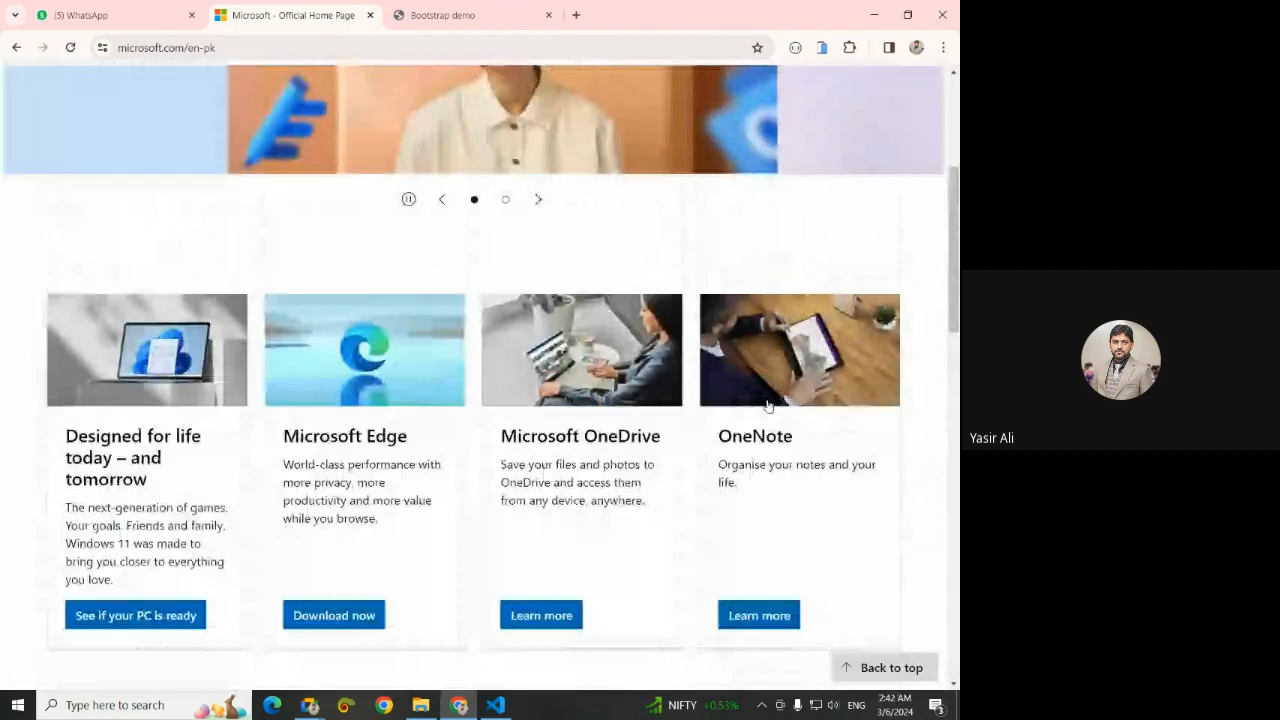 (5) WhatsApp
Microsoft - Official Home Page
Bootstrap demo
microsoft.com/en-pk
Designed for life
today – and
tomorrow
The next-generation of games.
Your goals. Friends and family.
Windows 11 was made to
bring you closer to everything
you love.
See if your PC is ready
Microsoft Edge
World-class performance with
more privacy, more
productivity and more value
while you browse.
Download now
Microsoft OneDrive
Save your files and photos to
OneDrive and access them
from any device, anywhere.
Learn more
OneNote
Organise your notes and your
life.
Learn more
Back to top
Yasir Ali
Type here to search
NIFTY +0.53%
ENG
2:42 AM
3/6/2024
3